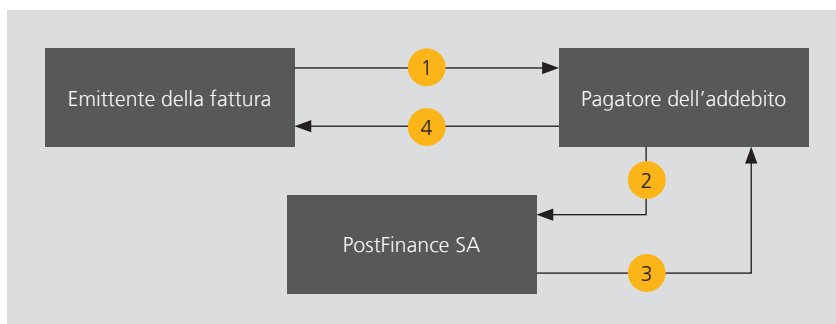 Emittente della fattura
1
Pagatore dell'addebito
4
2
PostFinance SA
3